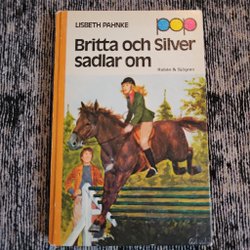 LISBETH PAHNKE
pop
Britta och Silver
sadlar om
Rabén & Sjögren